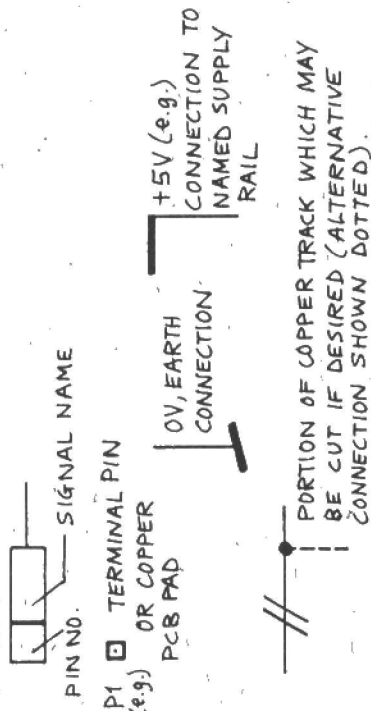 PIN NO.
SIGNAL NAME
P1
(e.g.)
TERMINAL PIN
OR COPPER
PCB PAD
0V, EARTH
CONNECTION
+5V (e.g.)
CONNECTION TO
NAMED SUPPLY
RAIL
PORTION OF COPPER TRACK WHICH MAY
BE CUT IF DESIRED (ALTERNATIVE
CONNECTION SHOWN DOTTED).